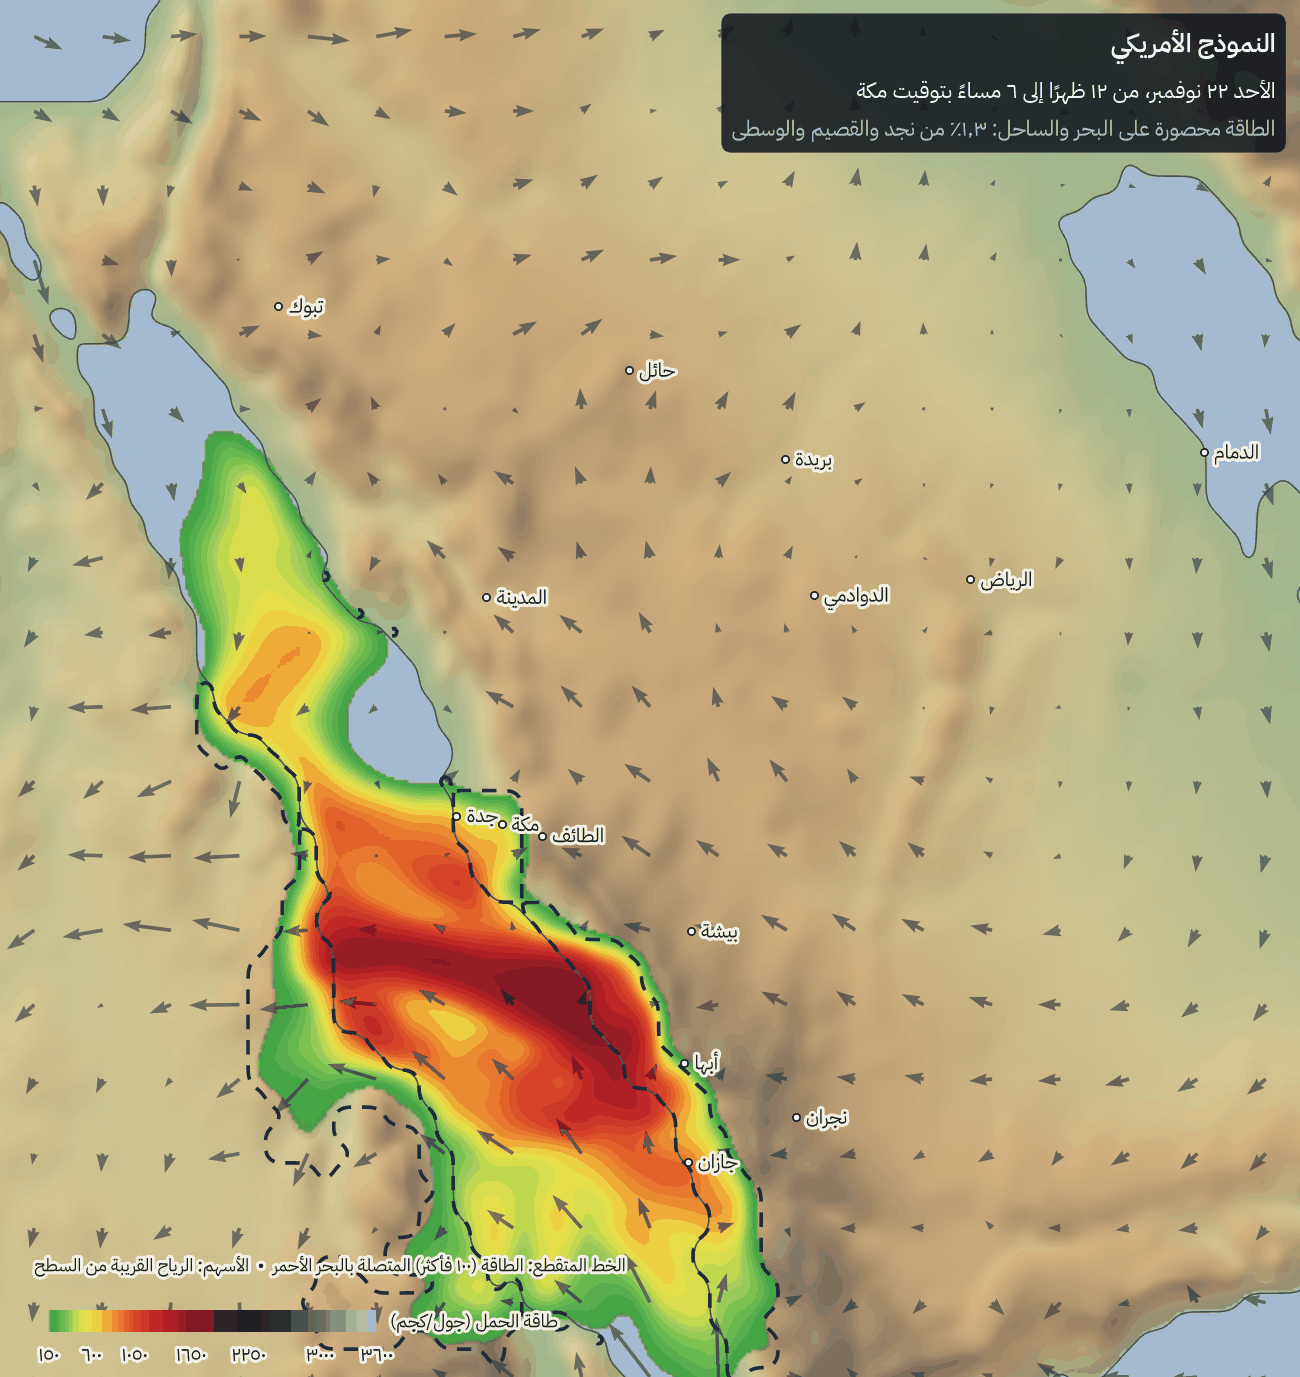 النموذج الأمريكي
الأحد ٢٢ نوفمبر، من ١٢ ظهرًا إلى ٦ مساءً بتوقيت مكة
الطاقة محصورة على البحر والساحل: ١,٣٪ من نجد والقصيم والوسطى
تبوك
حائل
بريدة
الدمام
الرياض
الدوادمي
المدينة
جدة
مكة
الطائف
بيشة
أبها
نجران
جازان
الخط المتقطع: الطاقة (١٠٠ فأكثر) المتصلة بالبحر الأحمر • الأسهم: الرياح القريبة من السطح
طاقة الحمل (جول/كجم)
١٥٠ ٦٠٠ ١٠٥٠ ١٦٥٠ ٢٢٥٠ ٣٠٠٠ ٣٦٠٠